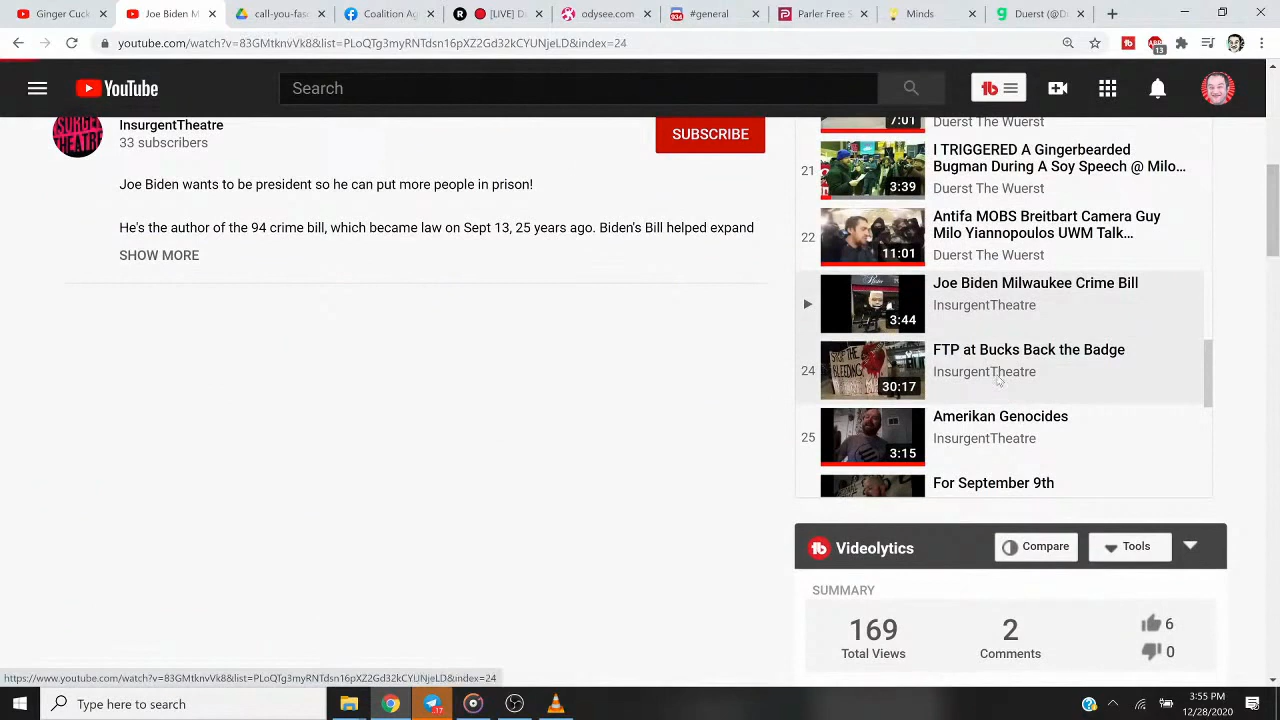 Ginger Cuc
Joe Biden M
call-you-fac
Coalition
[LIVE] D
odysee.com
#general
Parler Free S
Minds
Duerst (@D
youtube.com/watch?v=83GMtknvVk8&list=PLoQTg3myRNTdsn16pXZ2Gd32kCYUNjeLD&index=24
13
YouTube
Search
InsurgentTheatre
33 subscribers
SUBSCRIBE
Joe Biden wants to be president so he can put more people in prison!
He's the author of the 94 crime bill, which became law on Sept 13, 25 years ago. Biden's Bill helped expand
SHOW MORE
7:01
Duerst The Wuerst
21
3:39
I TRIGGERED A Gingerbearded
Bugman During A Soy Speech @ Milo...
Duerst The Wuerst
22
11:01
Antifa MOBS Breitbart Camera Guy
Milo Yiannopoulos UWM Talk...
Duerst The Wuerst
3:44
Joe Biden Milwaukee Crime Bill
InsurgentTheatre
24
30:17
FTP at Bucks Back the Badge
InsurgentTheatre
25
3:15
Amerikan Genocides
InsurgentTheatre
For September 9th
Videolytics
Compare
Tools
SUMMARY
169
Total Views
2
Comments
6
0
https://www.youtube.com/watch?v=83GMtknvVk8&list=PLoQTg3myRNTdsn16pXZ2Gd32kCYUNjeLD&index=24
Type here to search
17
3:55 PM
12/28/2020